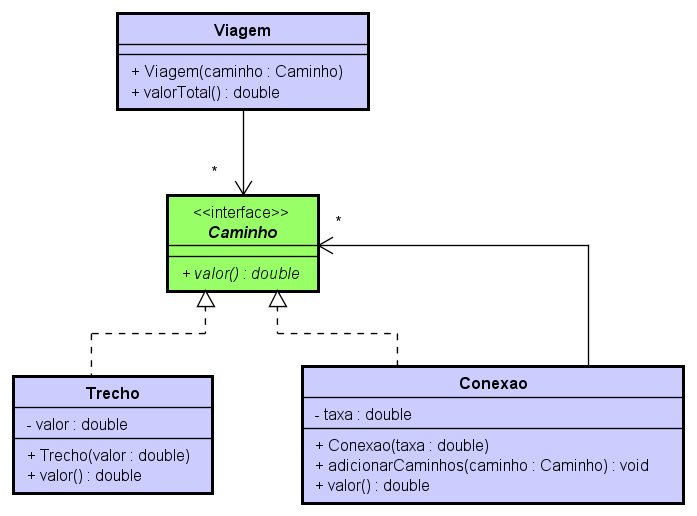 Viagem
+ Viagem(caminho : Caminho)
+ valorTotal() : double
*
<<interface>>
Caminho
+ valor() : double
*
Trecho
- valor : double
+ Trecho(valor : double)
+ valor() : double
Conexao
- taxa : double
+ Conexao(taxa : double)
+ adicionarCaminhos(caminho : Caminho) : void
+ valor() : double